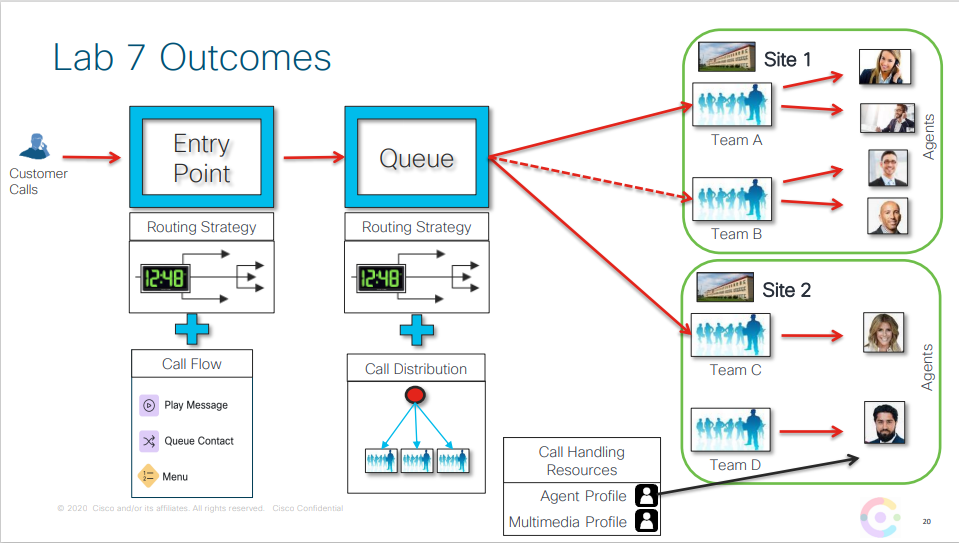 Lab 7 Outcomes
Customer
Calls
Entry
Point
Routing Strategy
12:48
Call Flow
Play Message
Queue Contact
Menu
Queue
Routing Strategy
12:48
Call Distribution
Site 1
Team A
Team B
Agents
Site 2
Team C
Team D
Agents
Call Handling
Resources
Agent Profile
Multimedia Profile
© 2020 Cisco and/or its affiliates. All rights reserved. Cisco Confidential
20